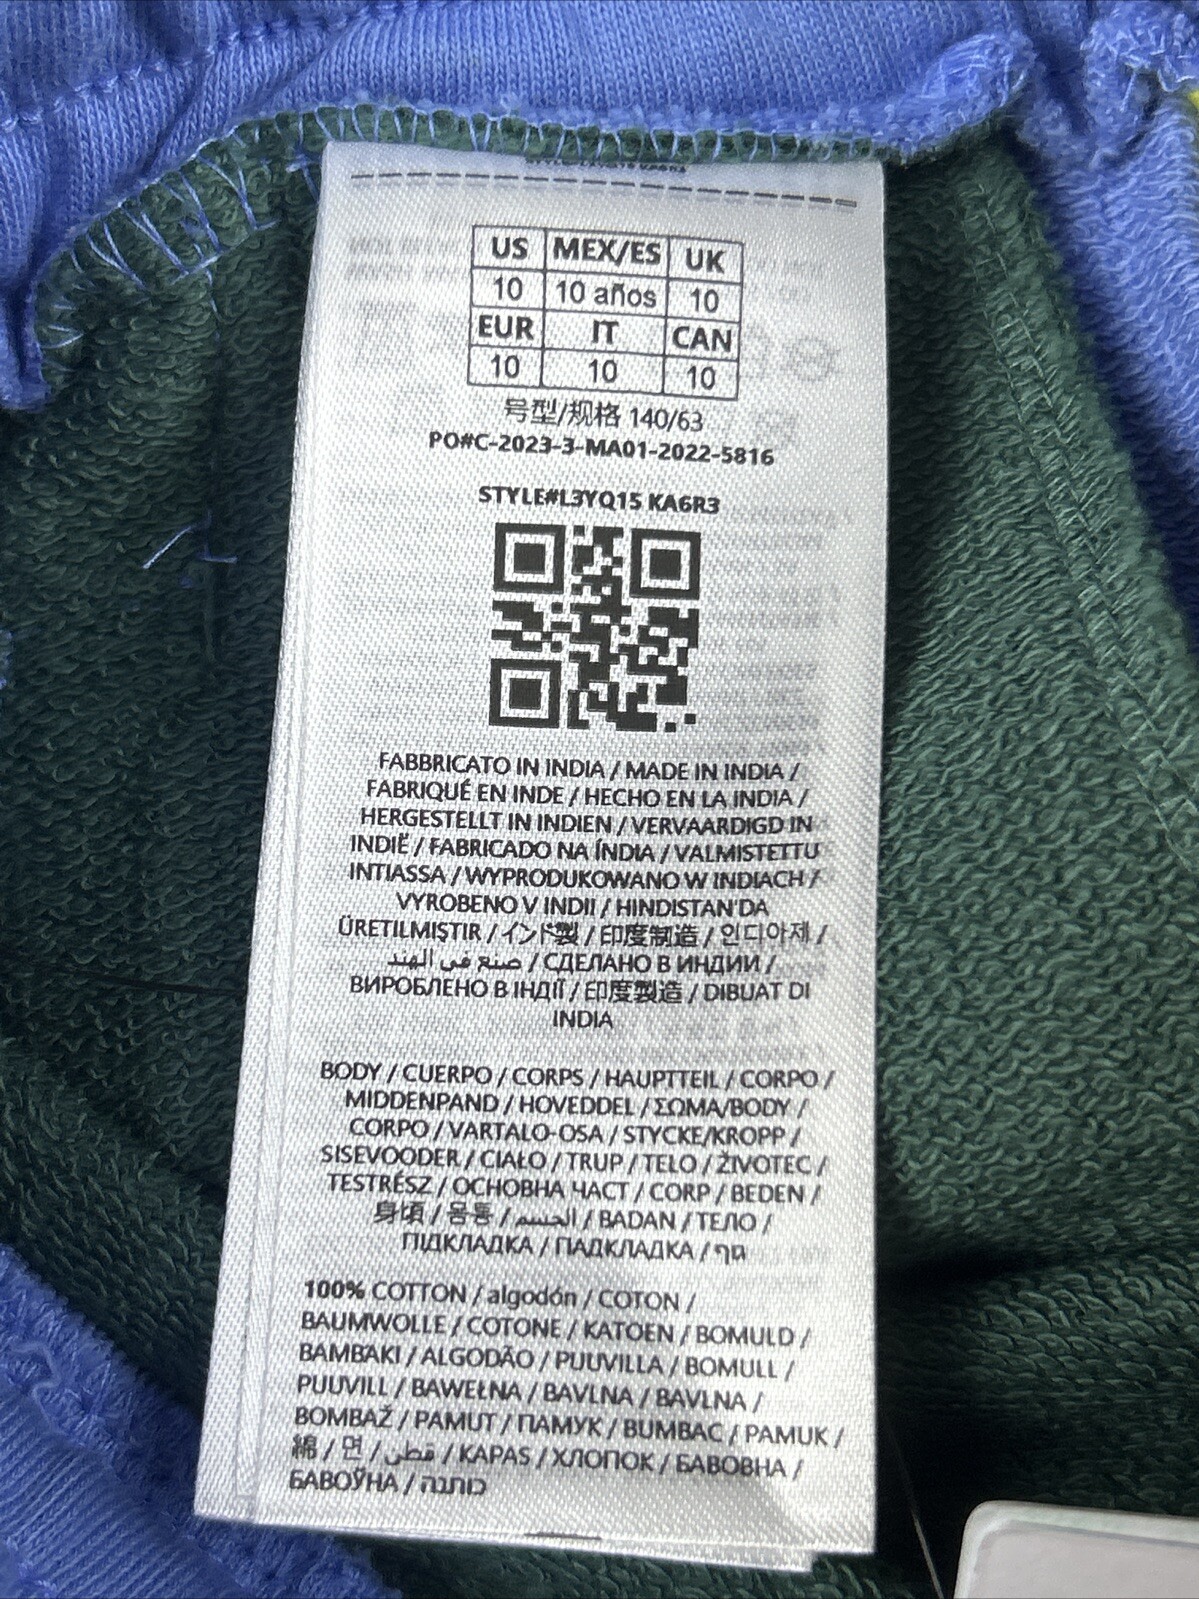 US MEX/ES UK
10 10 años 10
EUR IT CAN
10 10 10
号型/规格 140/63
PO#C-2023-3-MA01-2022-5816
STYLE#L3YQ15 KA6R3
FABBRICATO IN INDIA / MADE IN INDIA /
FABRIQUÉ EN INDE / HECHO EN LA INDIA /
HERGESTELLT IN INDIEN / VERVAARDIGD IN
INDIË / FABRICADO NA ÍNDIA / VALMISTETTU
INTIASSA / WYPRODUKOWANO W INDIACH /
VYROBENO V INDII / HINDISTAN'DA
ÜRETILMIŞTIR / インド製 / 印度制造 / 인디아제 /
صنع في الهند / СДЕЛАНО В ИНДИИ /
ВИРОБЛЕНО В ІНДІЇ / 印度製造 / DIBUAT DI
INDIA
BODY / CUERPO / CORPS / HAUPTTEIL / CORPO /
MIDDENPAND / HOVEDDEL / ΣΩΜΑ/BODY /
CORPO / VARTALO-OSA / STYCKE/KROPP /
SISEVOODER / CIAŁO / TRUP / TELO / ŽIVOTEC /
TESTRÉSZ / ОСНОВНА ЧАСТ / CORP / BEDEN /
身頃 / 몸통 / الجسم / BADAN / ТЕЛО /
ПІДКЛАДКА / ПАДКЛАДКА / גוף
100% COTTON / algodón / COTON /
BAUMWOLLE / COTONE / KATOEN / BOMULD /
ΒΑΜΒΆΚΙ / ALGODÃO / PUUVILLA / BOMULL /
PUUVILL / BAWEŁNA / BAVLNA / BAVLNA /
BOMBAŽ / PAMUT / ПАМУК / BUMBAC / PAMUK /
綿 / 면 / قطن / KAPAS / ХЛОПОК / БАВОВНА /
БАВОЎНА / כותנה